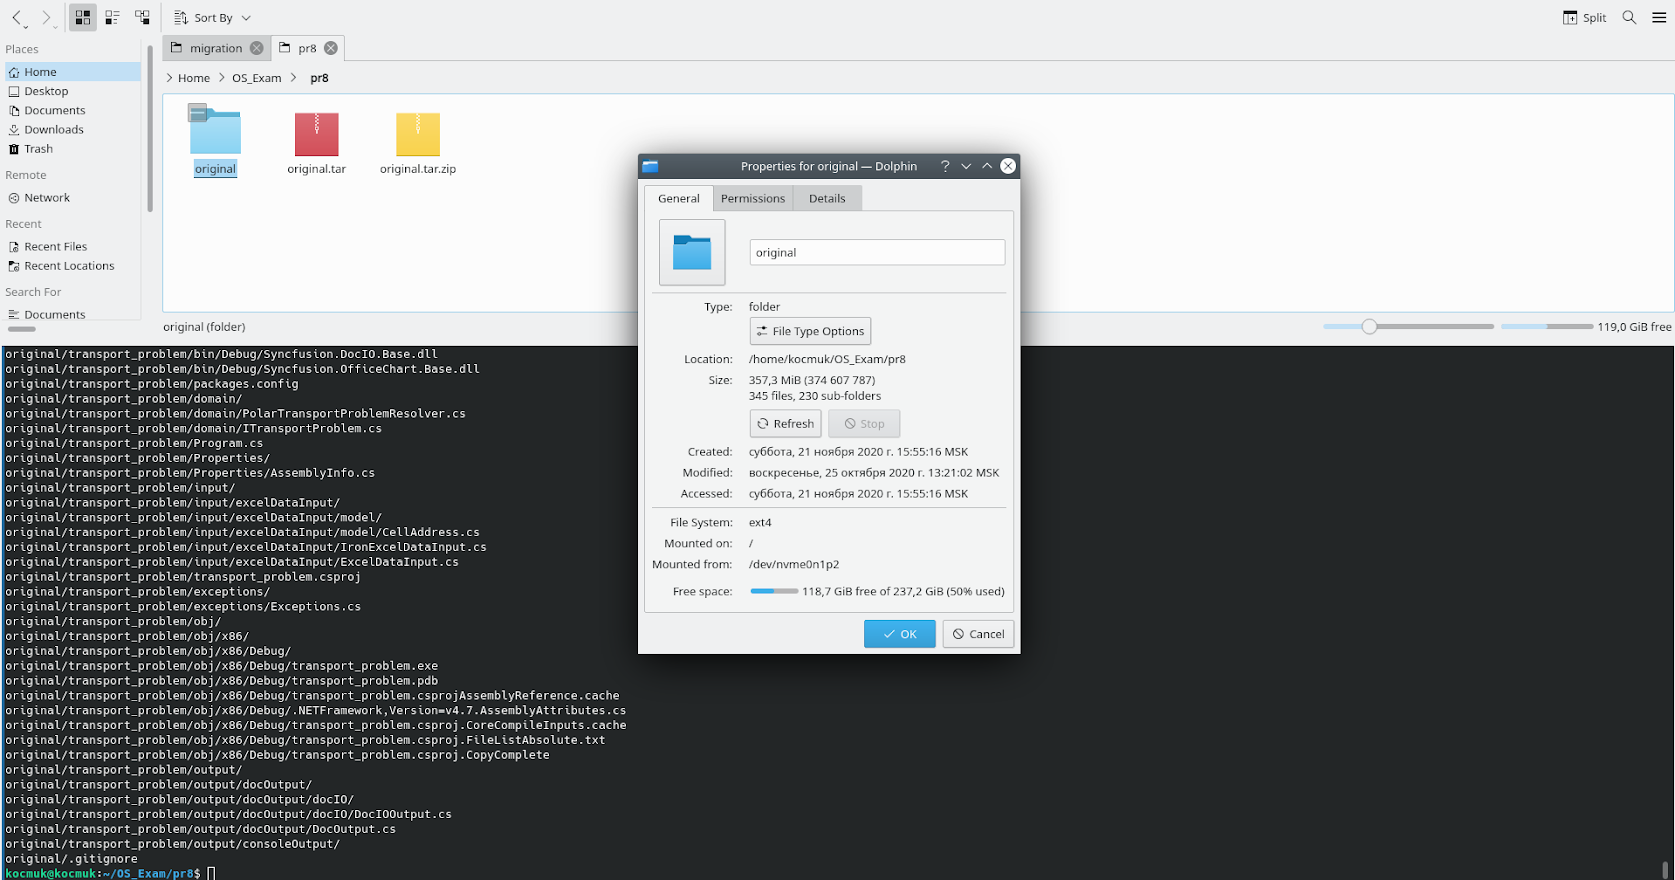 Sort By
Split
Places
Home
Desktop
Documents
Downloads
Trash
Remote
Network
Recent
Recent Files
Recent Locations
Search For
Documents
migration
pr8
Home OS_Exam pr8
original
original.tar
original.tar.zip
original (folder)
119,0 GiB free
Properties for original — Dolphin
General Permissions Details
original
Type: folder
File Type Options
Location: /home/kocmuk/OS_Exam/pr8
Size: 357,3 MiB (374 607 787)
345 files, 230 sub-folders
Refresh Stop
Created: суббота, 21 ноября 2020 г. 15:55:16 MSK
Modified: воскресенье, 25 октября 2020 г. 13:21:02 MSK
Accessed: суббота, 21 ноября 2020 г. 15:55:16 MSK
File System: ext4
Mounted on: /
Mounted from: /dev/nvme0n1p2
Free space: 118,7 GiB free of 237,2 GiB (50% used)
OK Cancel
original/transport_problem/bin/Debug/Syncfusion.DocIO.Base.dll
original/transport_problem/bin/Debug/Syncfusion.OfficeChart.Base.dll
original/transport_problem/packages.config
original/transport_problem/domain/
original/transport_problem/domain/PolarTransportProblemResolver.cs
original/transport_problem/domain/ITransportProblem.cs
original/transport_problem/Program.cs
original/transport_problem/Properties/
original/transport_problem/Properties/AssemblyInfo.cs
original/transport_problem/input/
original/transport_problem/input/excelDataInput/
original/transport_problem/input/excelDataInput/model/
original/transport_problem/input/excelDataInput/model/CellAddress.cs
original/transport_problem/input/excelDataInput/IronExcelDataInput.cs
original/transport_problem/input/excelDataInput/ExcelDataInput.cs
original/transport_problem/transport_problem.csproj
original/transport_problem/exceptions/
original/transport_problem/exceptions/Exceptions.cs
original/transport_problem/obj/
original/transport_problem/obj/x86/
original/transport_problem/obj/x86/Debug/
original/transport_problem/obj/x86/Debug/transport_problem.exe
original/transport_problem/obj/x86/Debug/transport_problem.pdb
original/transport_problem/obj/x86/Debug/transport_problem.csprojAssemblyReference.cache
original/transport_problem/obj/x86/Debug/.NETFramework,Version=v4.7.AssemblyAttributes.cs
original/transport_problem/obj/x86/Debug/transport_problem.csproj.CoreCompileInputs.cache
original/transport_problem/obj/x86/Debug/transport_problem.csproj.FileListAbsolute.txt
original/transport_problem/obj/x86/Debug/transport_problem.csproj.CopyComplete
original/transport_problem/output/
original/transport_problem/output/docOutput/
original/transport_problem/output/docOutput/docIO/
original/transport_problem/output/docOutput/docIO/DocIOOutput.cs
original/transport_problem/output/docOutput/DocOutput.cs
original/transport_problem/output/consoleOutput/
original/.gitignore
kocmuk@kocmuk:~/OS_Exam/pr8$